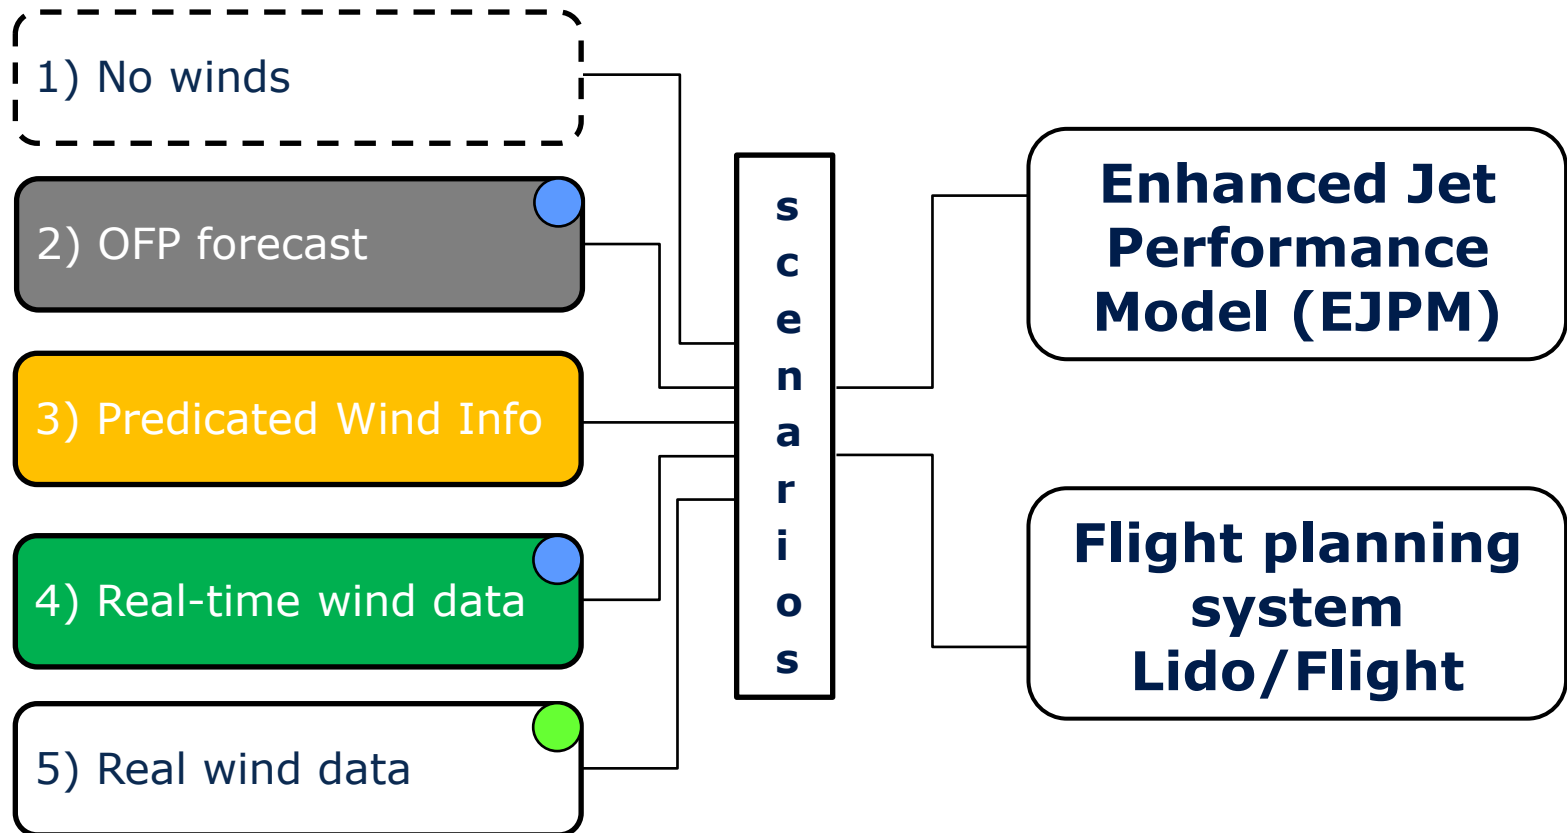 1) No winds
2) OFP forecast
3) Predicated Wind Info
4) Real-time wind data
5) Real wind data
scenarios
Enhanced Jet
Performance
Model (EJPM)
Flight planning
system
Lido/Flight